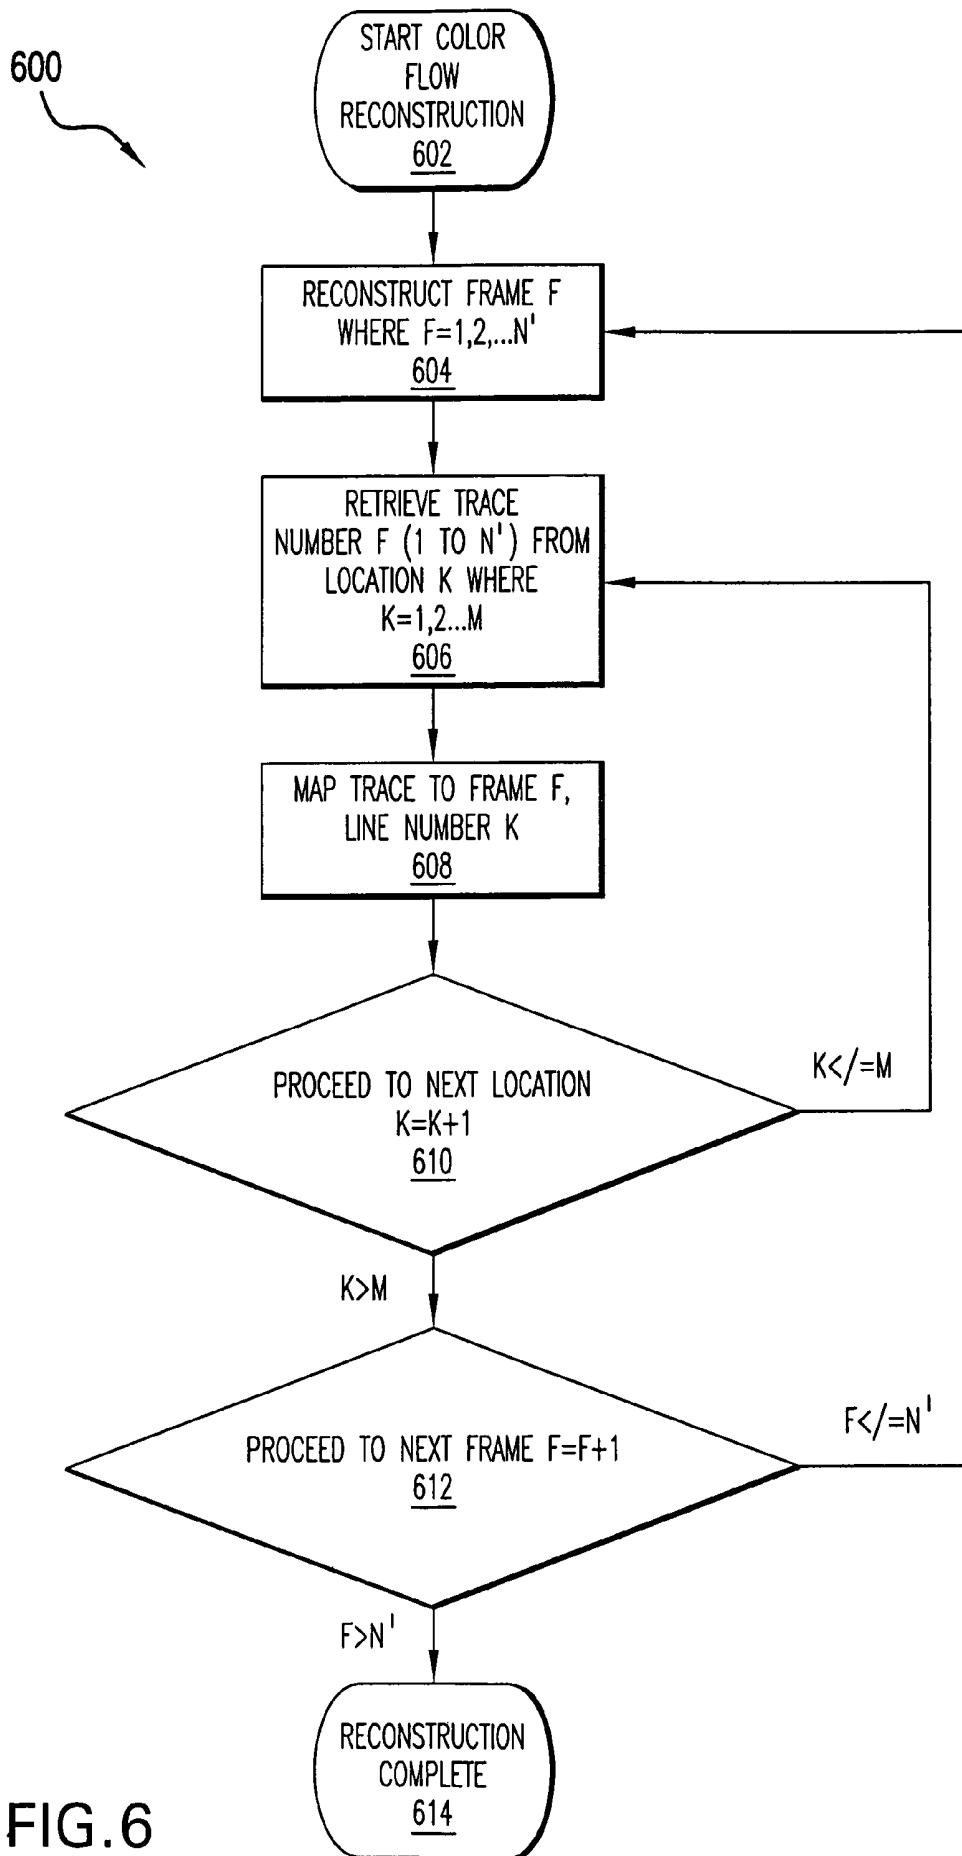 600
START COLOR
FLOW
RECONSTRUCTION
602
RECONSTRUCT FRAME F
WHERE F=1,2,...N'
604
RETRIEVE TRACE
NUMBER F (1 TO N') FROM
LOCATION K WHERE
K=1,2...M
606
MAP TRACE TO FRAME F,
LINE NUMBER K
608
PROCEED TO NEXT LOCATION
K=K+1
610
K</=M
K>M
PROCEED TO NEXT FRAME F=F+1
612
F</=N'
F>N'
RECONSTRUCTION
COMPLETE
614
FIG.6